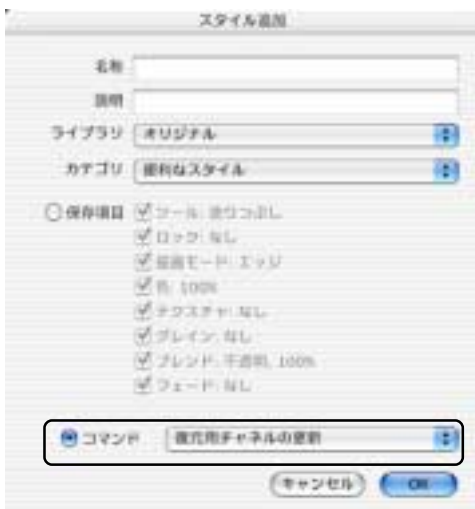 スタイル追加
名称
説明
ライブラリ オリジナル
カテゴリ 便利なスタイル
保存項目 ツール: 塗りつぶし
ロック: なし
描画モード: エッジ
色: 100%
テクスチャ: なし
グレイン: なし
ブレンド: 不透明, 100%
フェード: なし
コマンド 復元用チャネルの更新
キャンセル OK